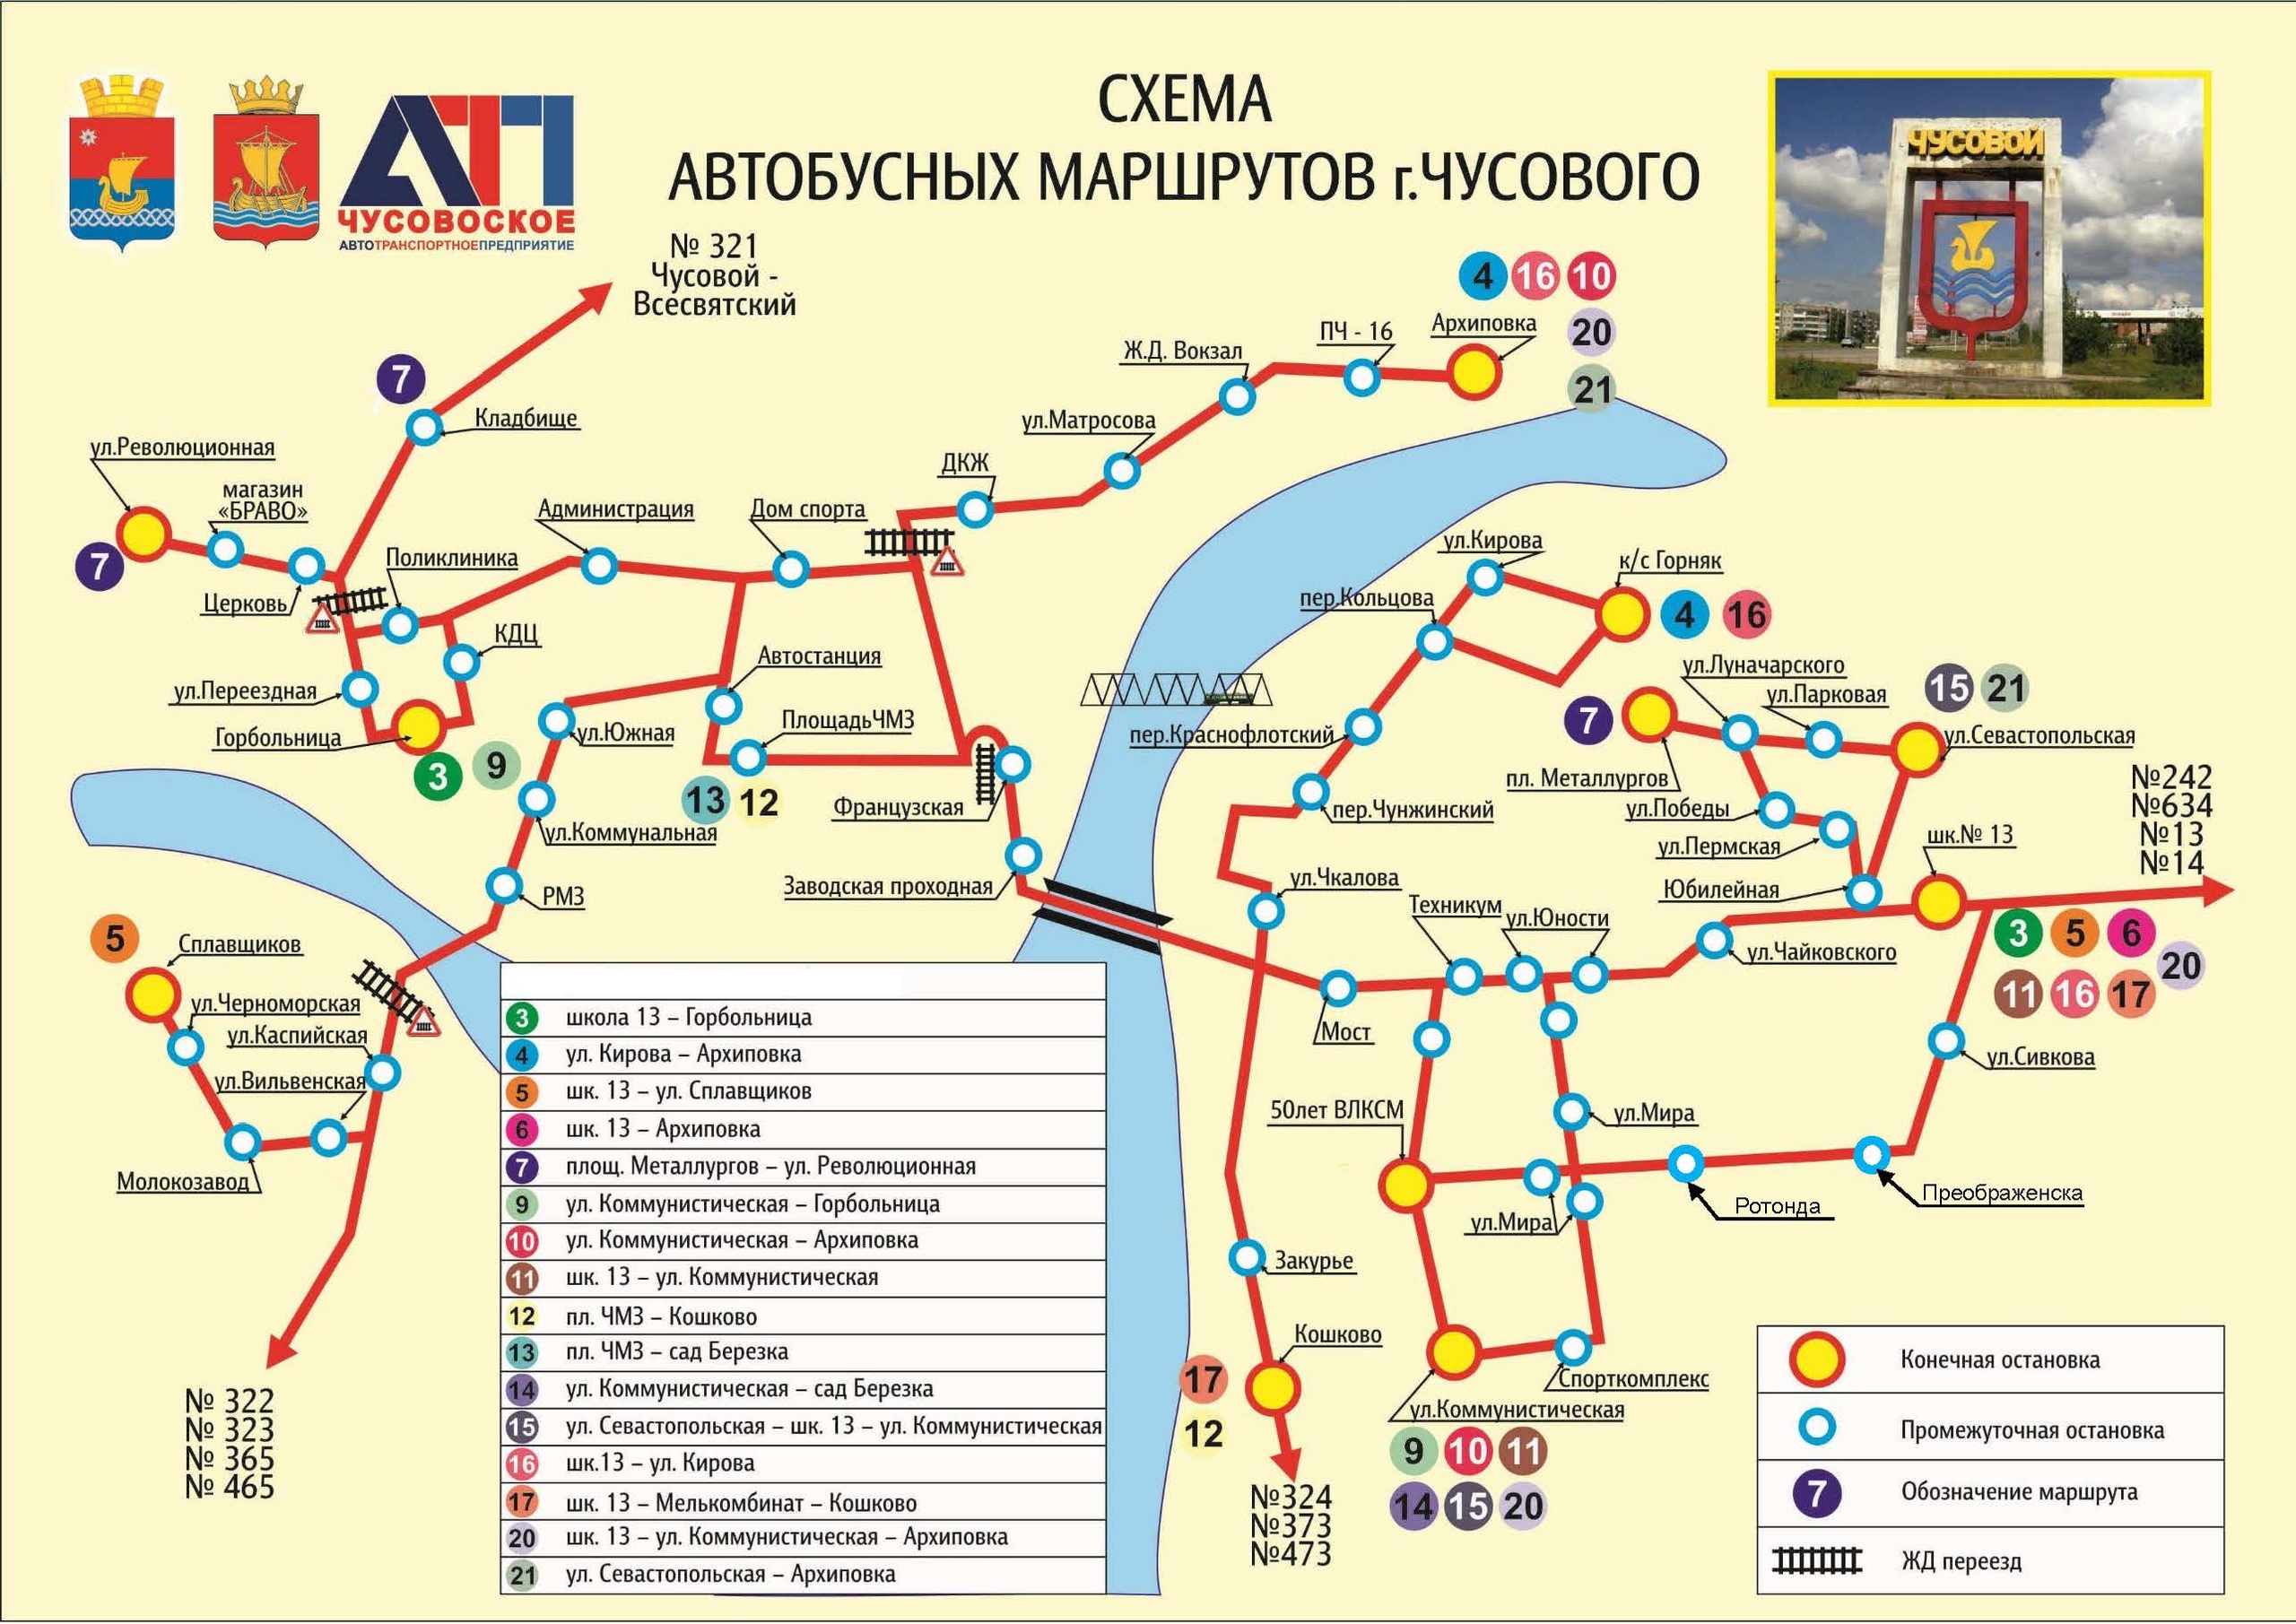 СХЕМА
АВТОБУСНЫХ МАРШРУТОВ г.ЧУСОВОГО
АТП
ЧУСОВОСКОЕ
АВТОТРАНСПОРТНОЕПРЕДПРИЯТИЕ
ЧУСОВОЙ
№ 321
Чусовой -
Всесвятский
4 16 10
20
21
Архиповка
ПЧ - 16
Ж.Д. Вокзал
ул.Матросова
ДКЖ
7
Кладбище
ул.Революционная
магазин
«БРАВО»
7
Церковь
Администрация
Дом спорта
Поликлиника
КДЦ
ул.Переездная
Горбольница
3 9
Автостанция
ПлощадьЧМЗ
13 12
ул.Южная
ул.Коммунальная
РМЗ
Французская
Заводская проходная
ул.Кирова
к/с Горняк
4 16
пер.Кольцова
пер.Краснофлотский
пер.Чунжинский
ул.Луначарского
ул.Парковая
15 21
7
ул.Севастопольская
пл. Металлургов
ул.Победы
ул.Пермская
Юбилейная
шк.№ 13
№242
№634
№13
№14
3 5 6
20
11 16 17
ул.Чкалова
Техникум
ул.Юности
ул.Чайковского
Мост
ул.Сивкова
50лет ВЛКСМ
ул.Мира
ул.Мира
Ротонда
Преображенска
Закурье
Кошково
17
12
Спорткомплекс
ул.Коммунистическая
9 10 11
14 15 20
№324
№373
№473
5
Сплавщиков
ул.Черноморская
ул.Каспийская
ул.Вильвенская
Молокозавод
№ 322
№ 323
№ 365
№ 465
3 школа 13 – Горбольница
4 ул. Кирова – Архиповка
5 шк. 13 – ул. Сплавщиков
6 шк. 13 – Архиповка
7 площ. Металлургов – ул. Революционная
9 ул. Коммунистическая – Горбольница
10 ул. Коммунистическая – Архиповка
11 шк. 13 – ул. Коммунистическая
12 пл. ЧМЗ – Кошково
13 пл. ЧМЗ – сад Березка
14 ул. Коммунистическая – сад Березка
15 ул. Севастопольская – шк. 13 – ул. Коммунистическая
16 шк.13 – ул. Кирова
17 шк. 13 – Мелькомбинат – Кошково
20 шк. 13 – ул. Коммунистическая – Архиповка
21 ул. Севастопольская – Архиповка
Конечная остановка
Промежуточная остановка
7 Обозначение маршрута
ЖД переезд